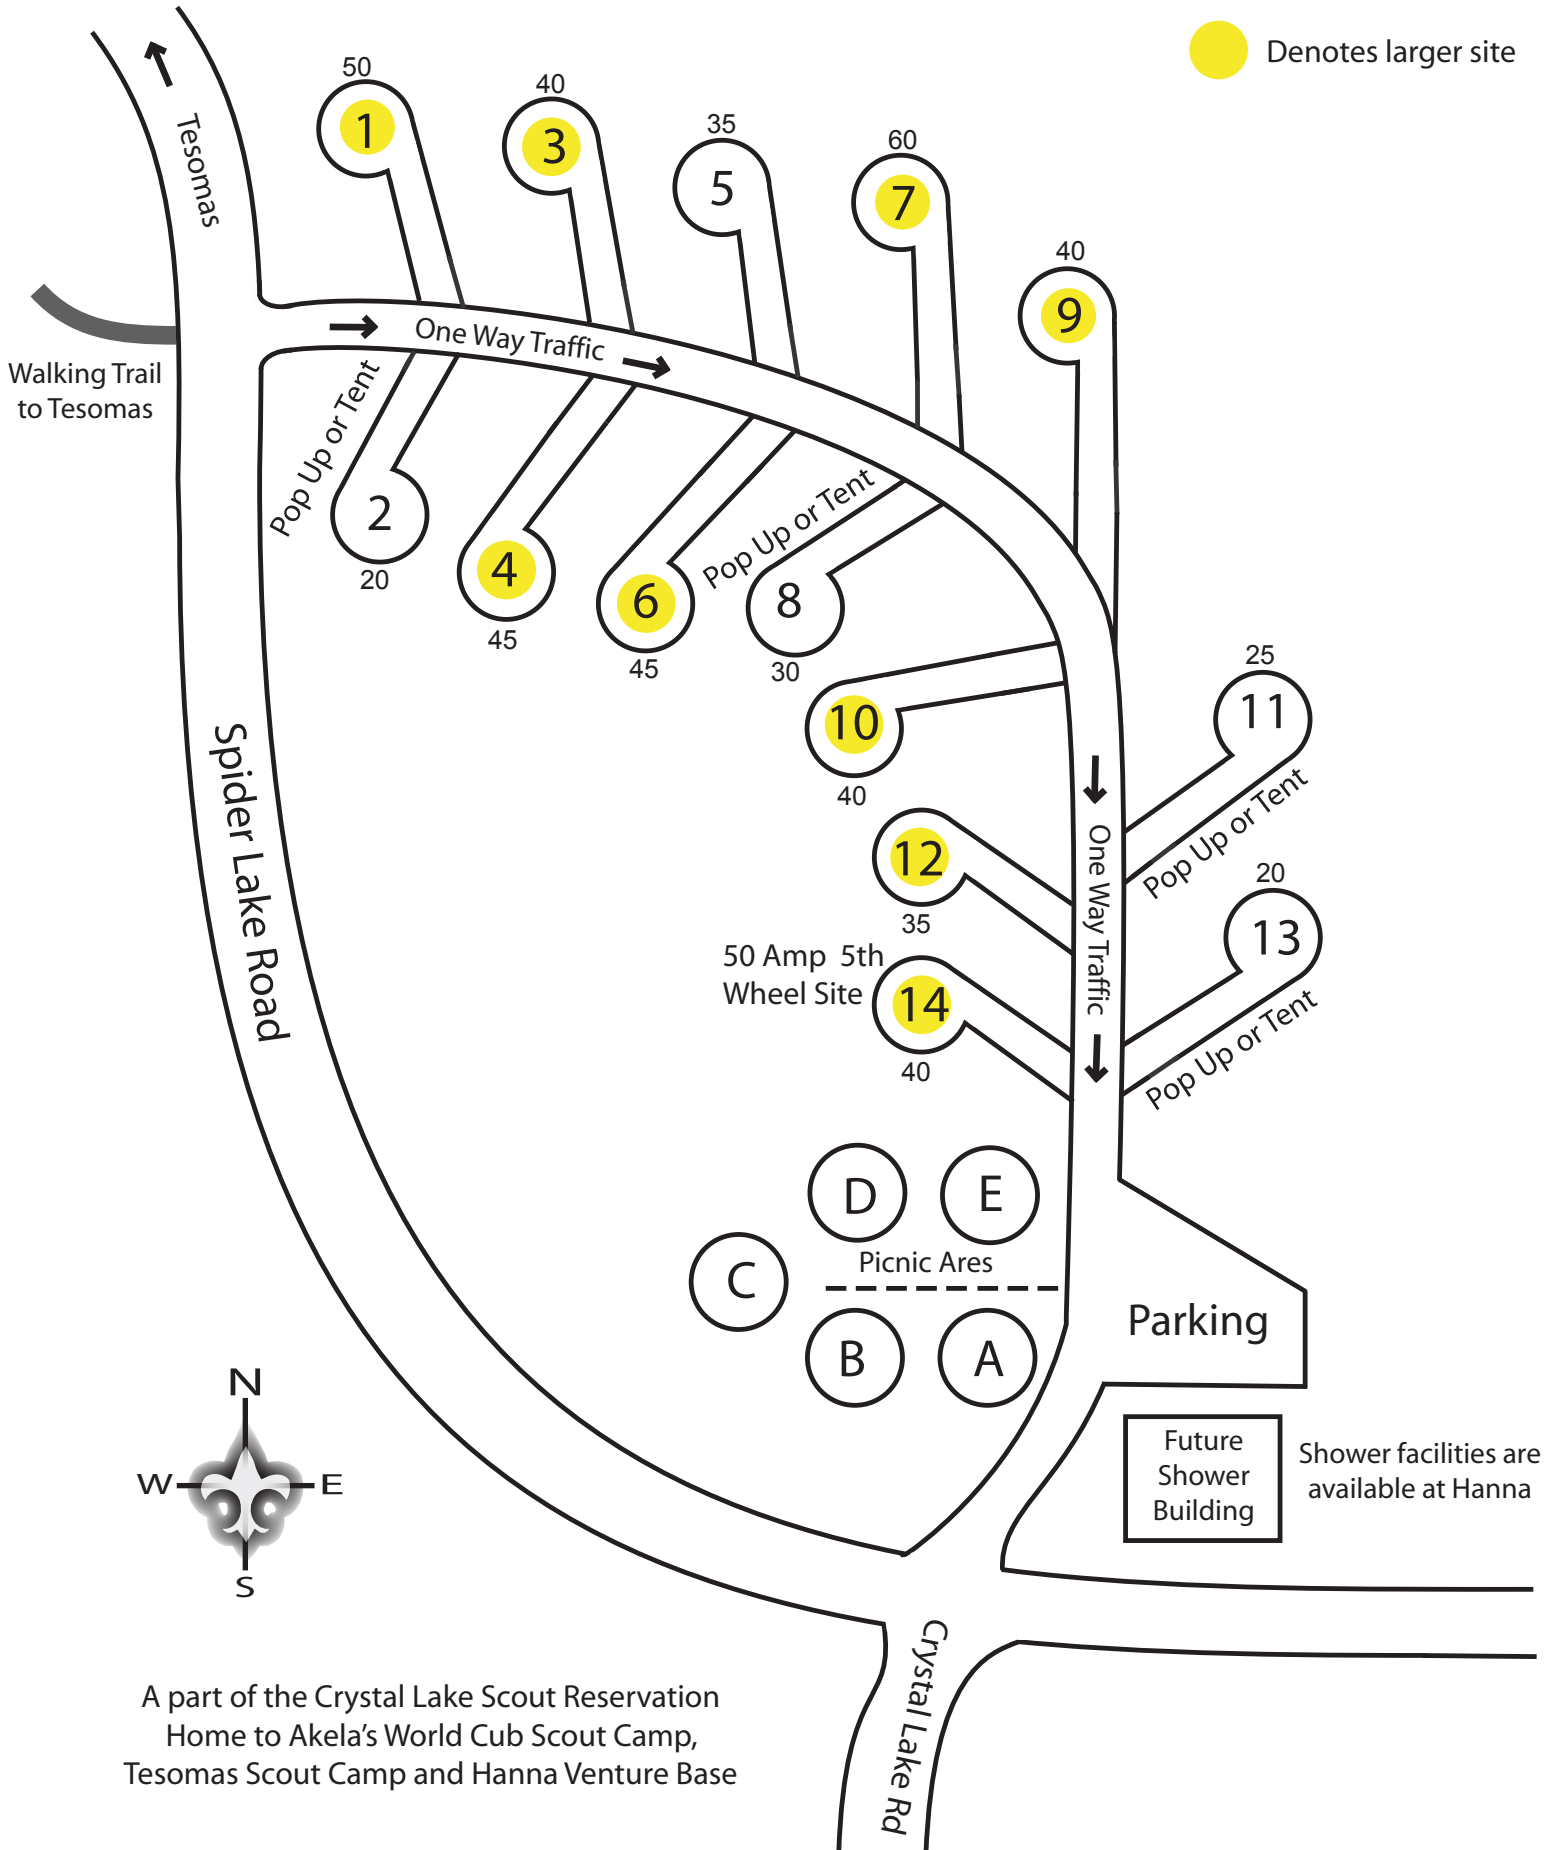 Denotes larger site
50
1
40
3
35
5
60
7
40
9
Tesomas
One Way Traffic
Walking Trail
to Tesomas
Pop Up or Tent
2
20
4
45
6
45
Pop Up or Tent
8
30
10
40
25
11
Pop Up or Tent
12
35
One Way Traffic
20
13
Pop Up or Tent
50 Amp 5th
Wheel Site
14
40
Spider Lake Road
D
E
Picnic Ares
C
B
A
Parking
Future
Shower
Building
Shower facilities are
available at Hanna
N
W
E
S
Crystal Lake Rd
A part of the Crystal Lake Scout Reservation
Home to Akela’s World Cub Scout Camp,
Tesomas Scout Camp and Hanna Venture Base